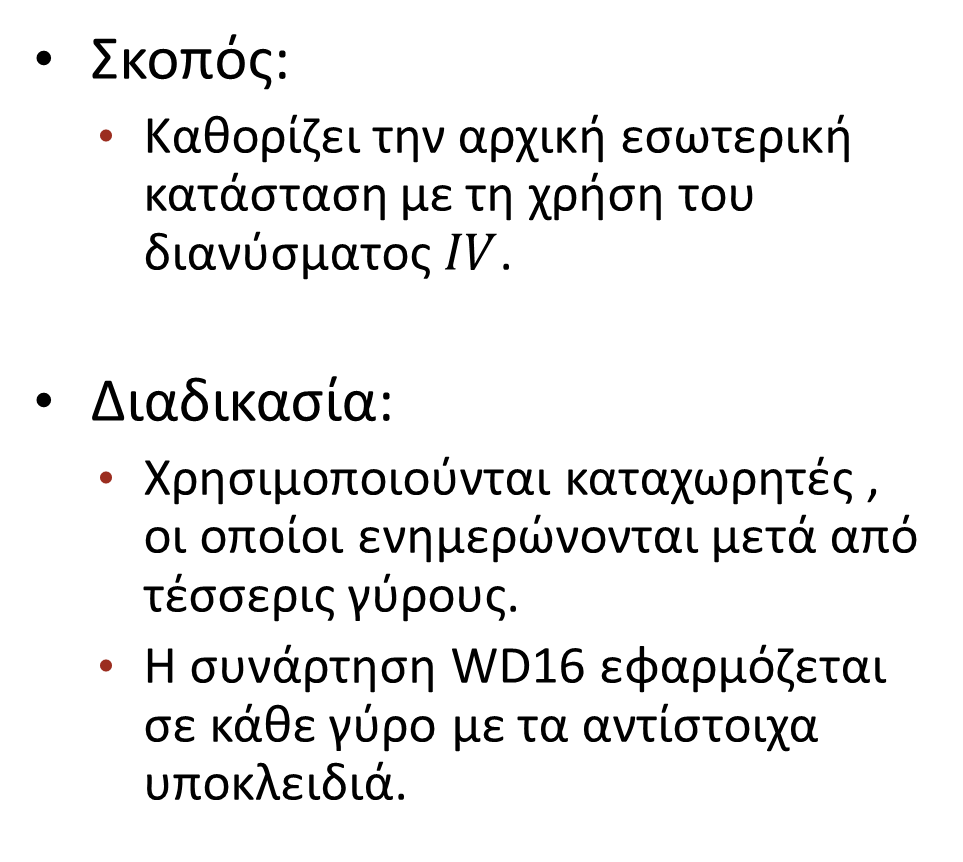 • Σκοπός:
• Καθορίζει την αρχική εσωτερική
κατάσταση με τη χρήση του
διανύσματος IV.
• Διαδικασία:
• Χρησιμοποιούνται καταχωρητές ,
οι οποίοι ενημερώνονται μετά από
τέσσερις γύρους.
• Η συνάρτηση WD16 εφαρμόζεται
σε κάθε γύρο με τα αντίστοιχα
υποκλειδιά.